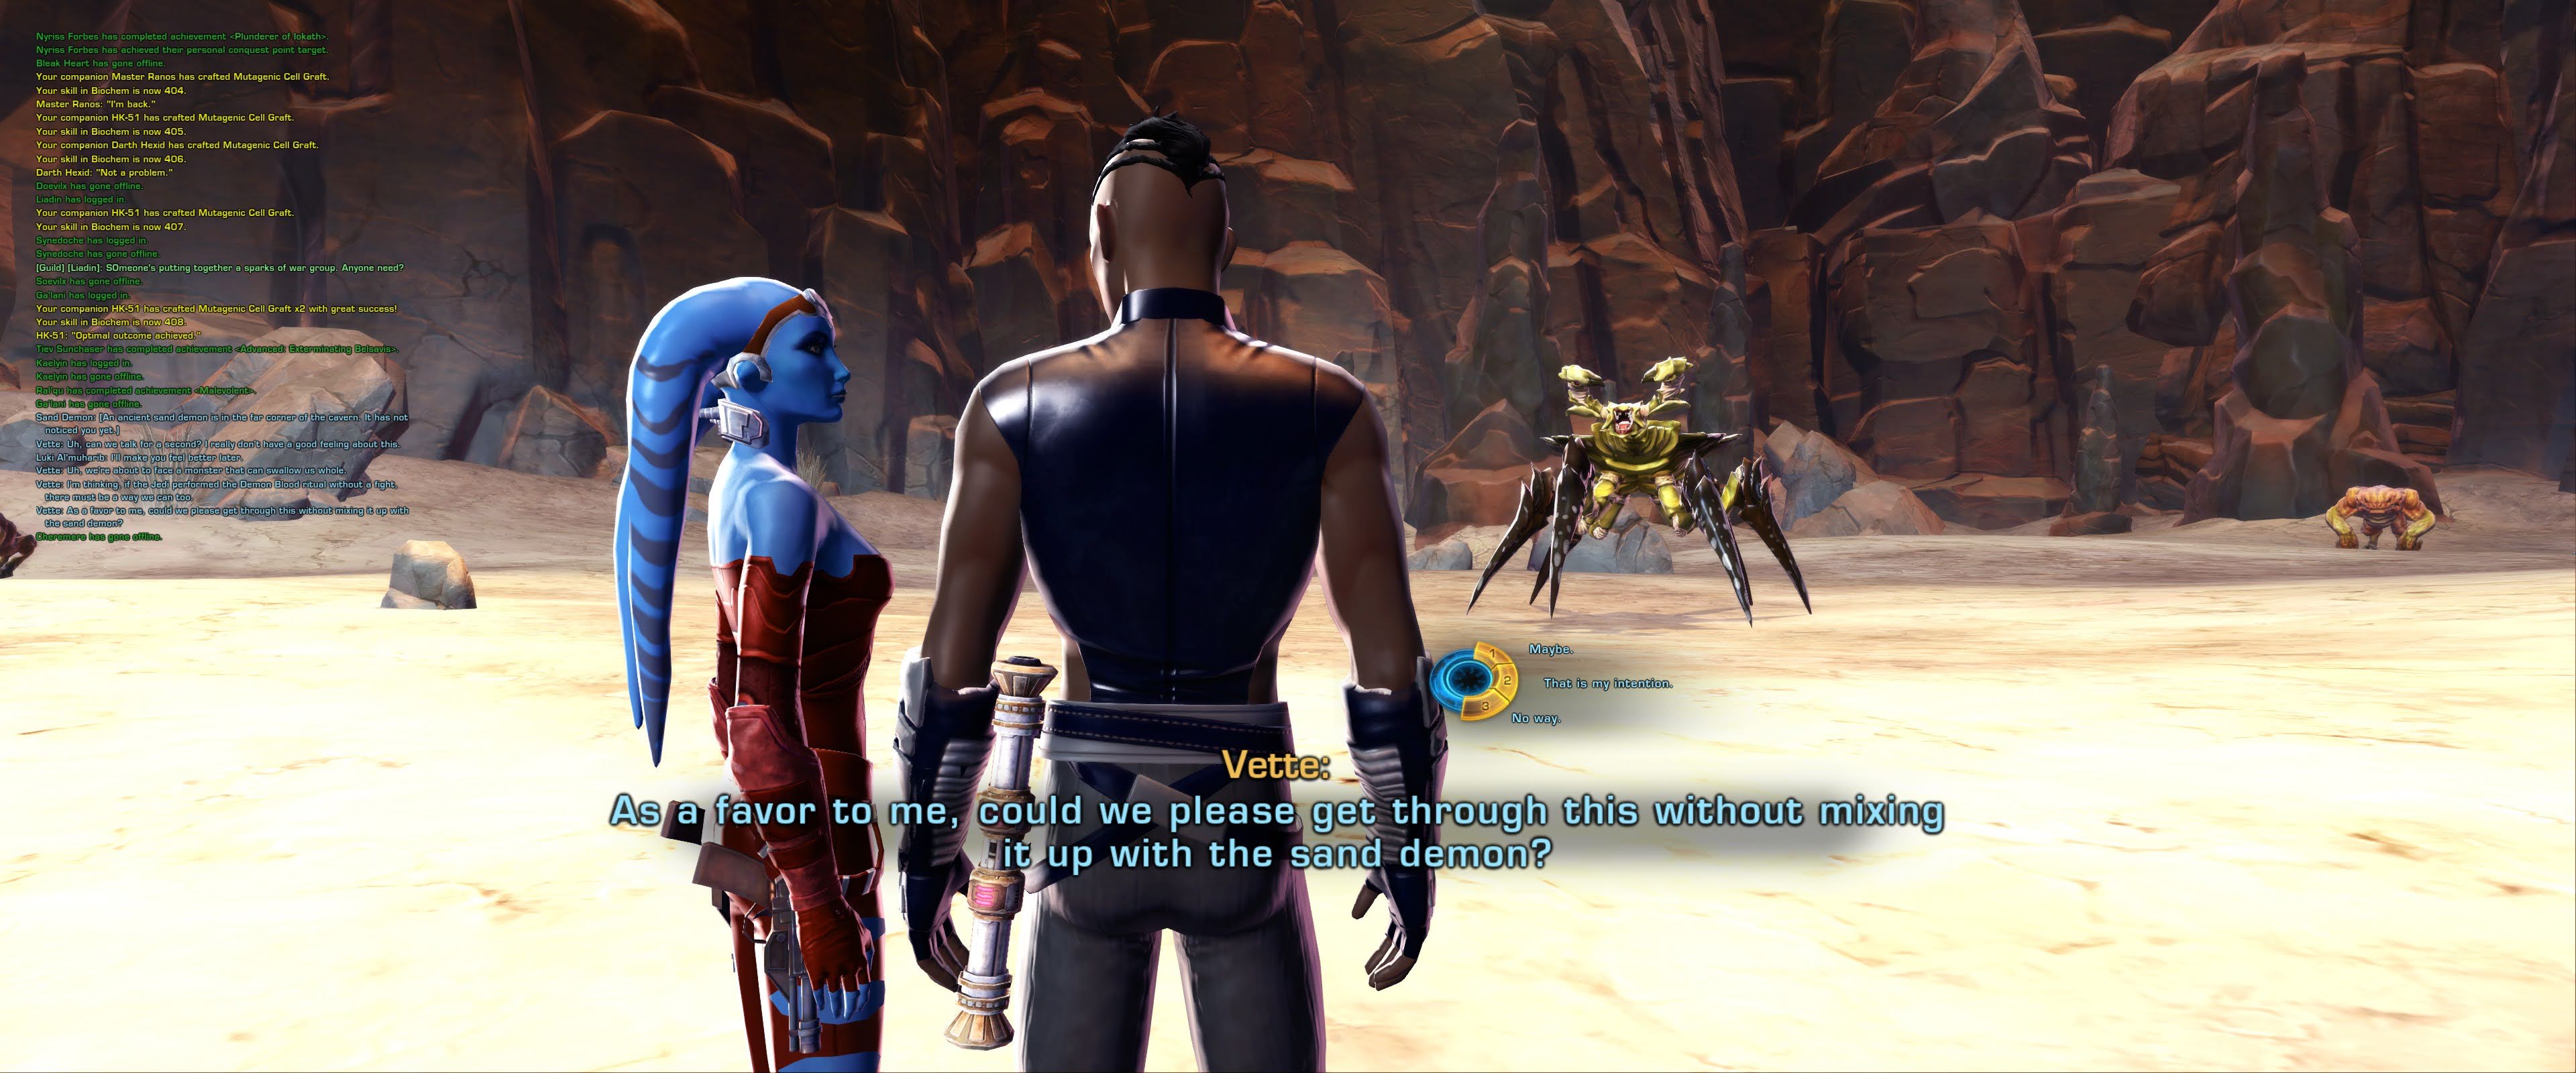 Nyriss Forbes has completed achievement <Plunderer of Iokath>.
Nyriss Forbes has achieved their personal conquest point target.
Bleak Heart has gone offline.
Your companion Master Ranos has crafted Mutagenic Cell Graft.
Your skill in Biochem is now 404.
Master Ranos: "I'm back."
Your companion HK-51 has crafted Mutagenic Cell Graft.
Your skill in Biochem is now 405.
Your companion Darth Hexid has crafted Mutagenic Cell Graft.
Your skill in Biochem is now 406.
Darth Hexid: "Not a problem."
Doevilx has gone offline.
Liadin has logged in.
Your companion HK-51 has crafted Mutagenic Cell Graft.
Your skill in Biochem is now 407.
Synedoche has logged in.
Synedoche has gone offline.
[Guild] [Liadin]: SOmeone's putting together a sparks of war group. Anyone need?
Soevilx has gone offline.
Ga'lani has logged in.
Your companion HK-51 has crafted Mutagenic Cell Graft x2 with great success!
Your skill in Biochem is now 408.
HK-51: "Optimal outcome achieved."
Tiev Sunchaser has completed achievement <Advanced: Exterminating Belsavis>.
Kaelyin has logged in.
Kaelyin has gone offline.
Ral'qu has completed achievement <Malevolent>.
Ga'lani has gone offline.
Sand Demon: [An ancient sand demon is in the far corner of the cavern. It has not
noticed you yet.]
Vette: Uh, can we talk for a second? I really don't have a good feeling about this.
Luki Al'muharib: I'll make you feel better later.
Vette: Uh, we're about to face a monster that can swallow us whole.
Vette: I'm thinking, if the Jedi performed the Demon Blood ritual without a fight,
there must be a way we can too.
Vette: As a favor to me, could we please get through this without mixing it up with
the sand demon?
Cheremere has gone offline.
1 Maybe.
2 That is my intention.
3 No way.
Vette:
As a favor to me, could we please get through this without mixing
it up with the sand demon?